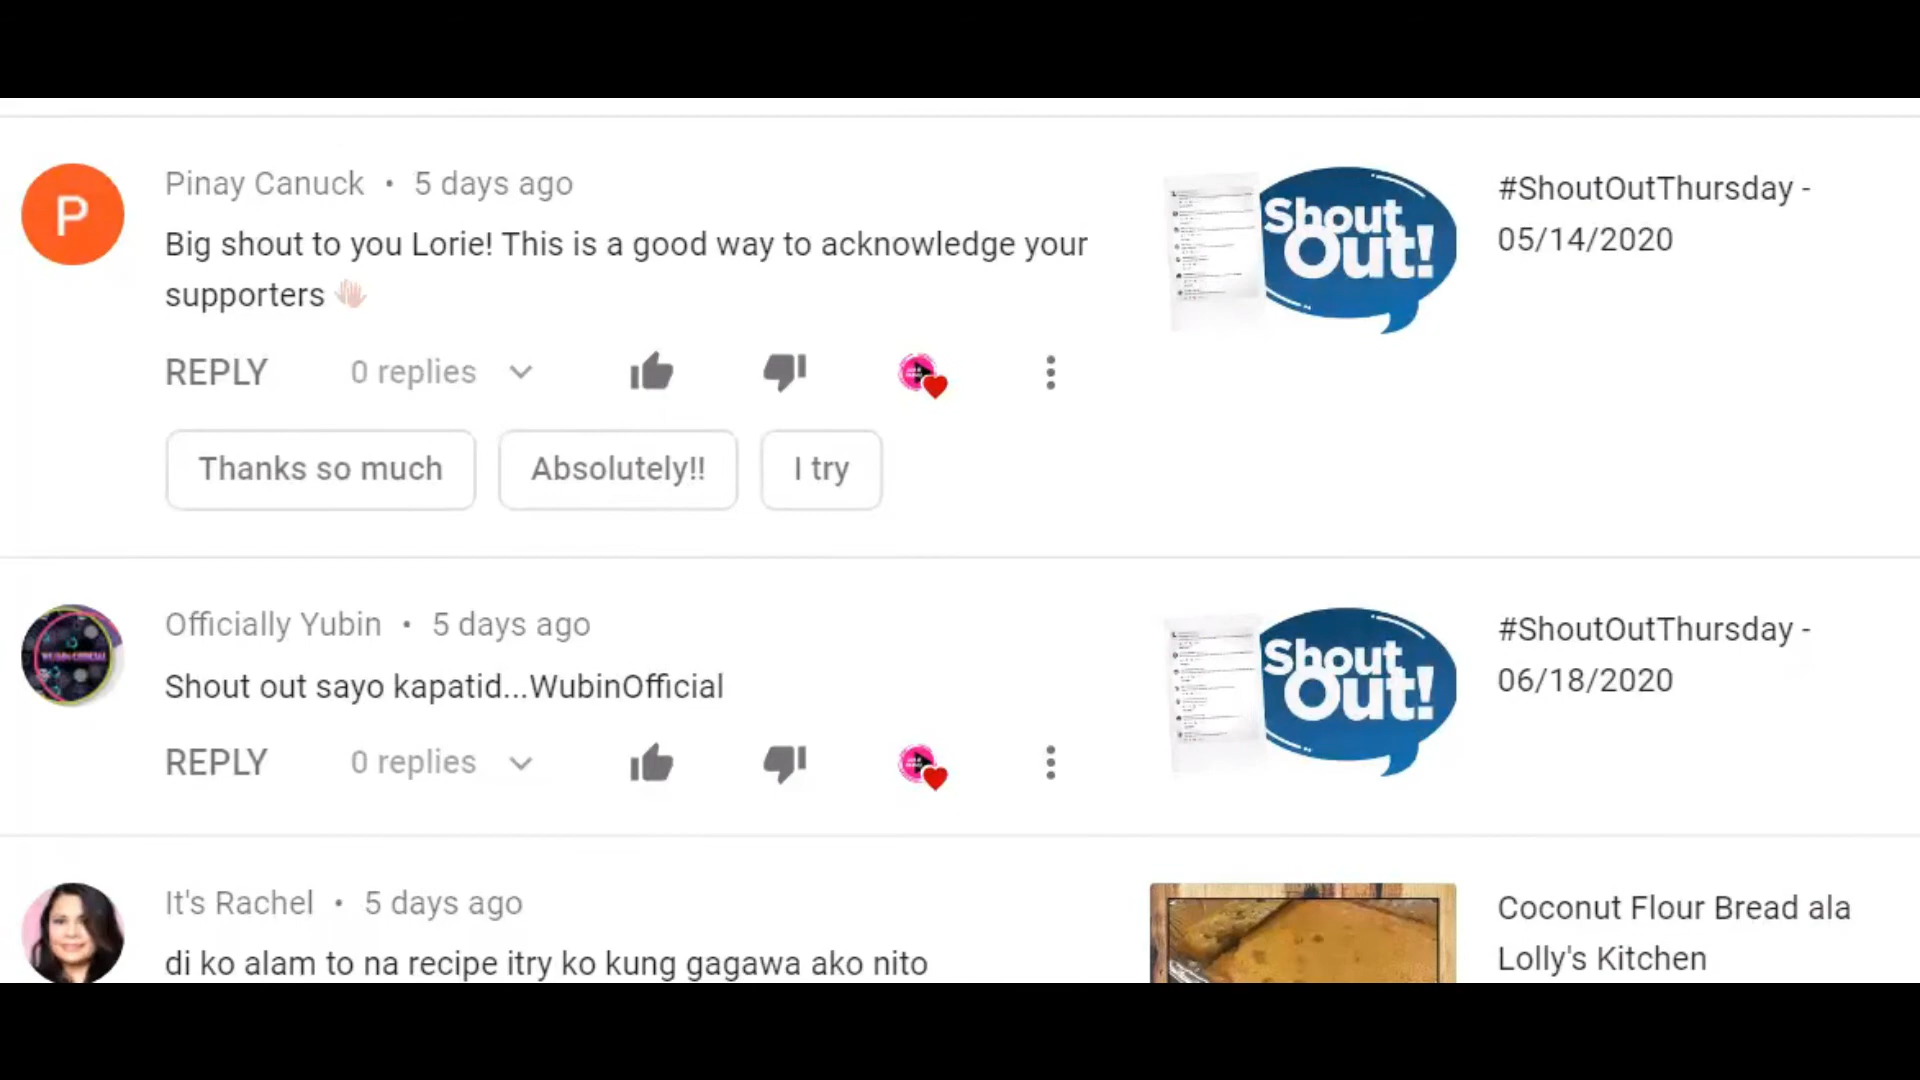 Pinay Canuck • 5 days ago
Big shout to you Lorie! This is a good way to acknowledge your
supporters 👋🏻
REPLY 0 replies
Thanks so much Absolutely!! I try
Shout Out!
#ShoutOutThursday -
05/14/2020
Officially Yubin • 5 days ago
Shout out sayo kapatid...WubinOfficial
REPLY 0 replies
Shout Out!
#ShoutOutThursday -
06/18/2020
It's Rachel • 5 days ago
di ko alam to na recipe itry ko kung gagawa ako nito
Coconut Flour Bread ala
Lolly's Kitchen